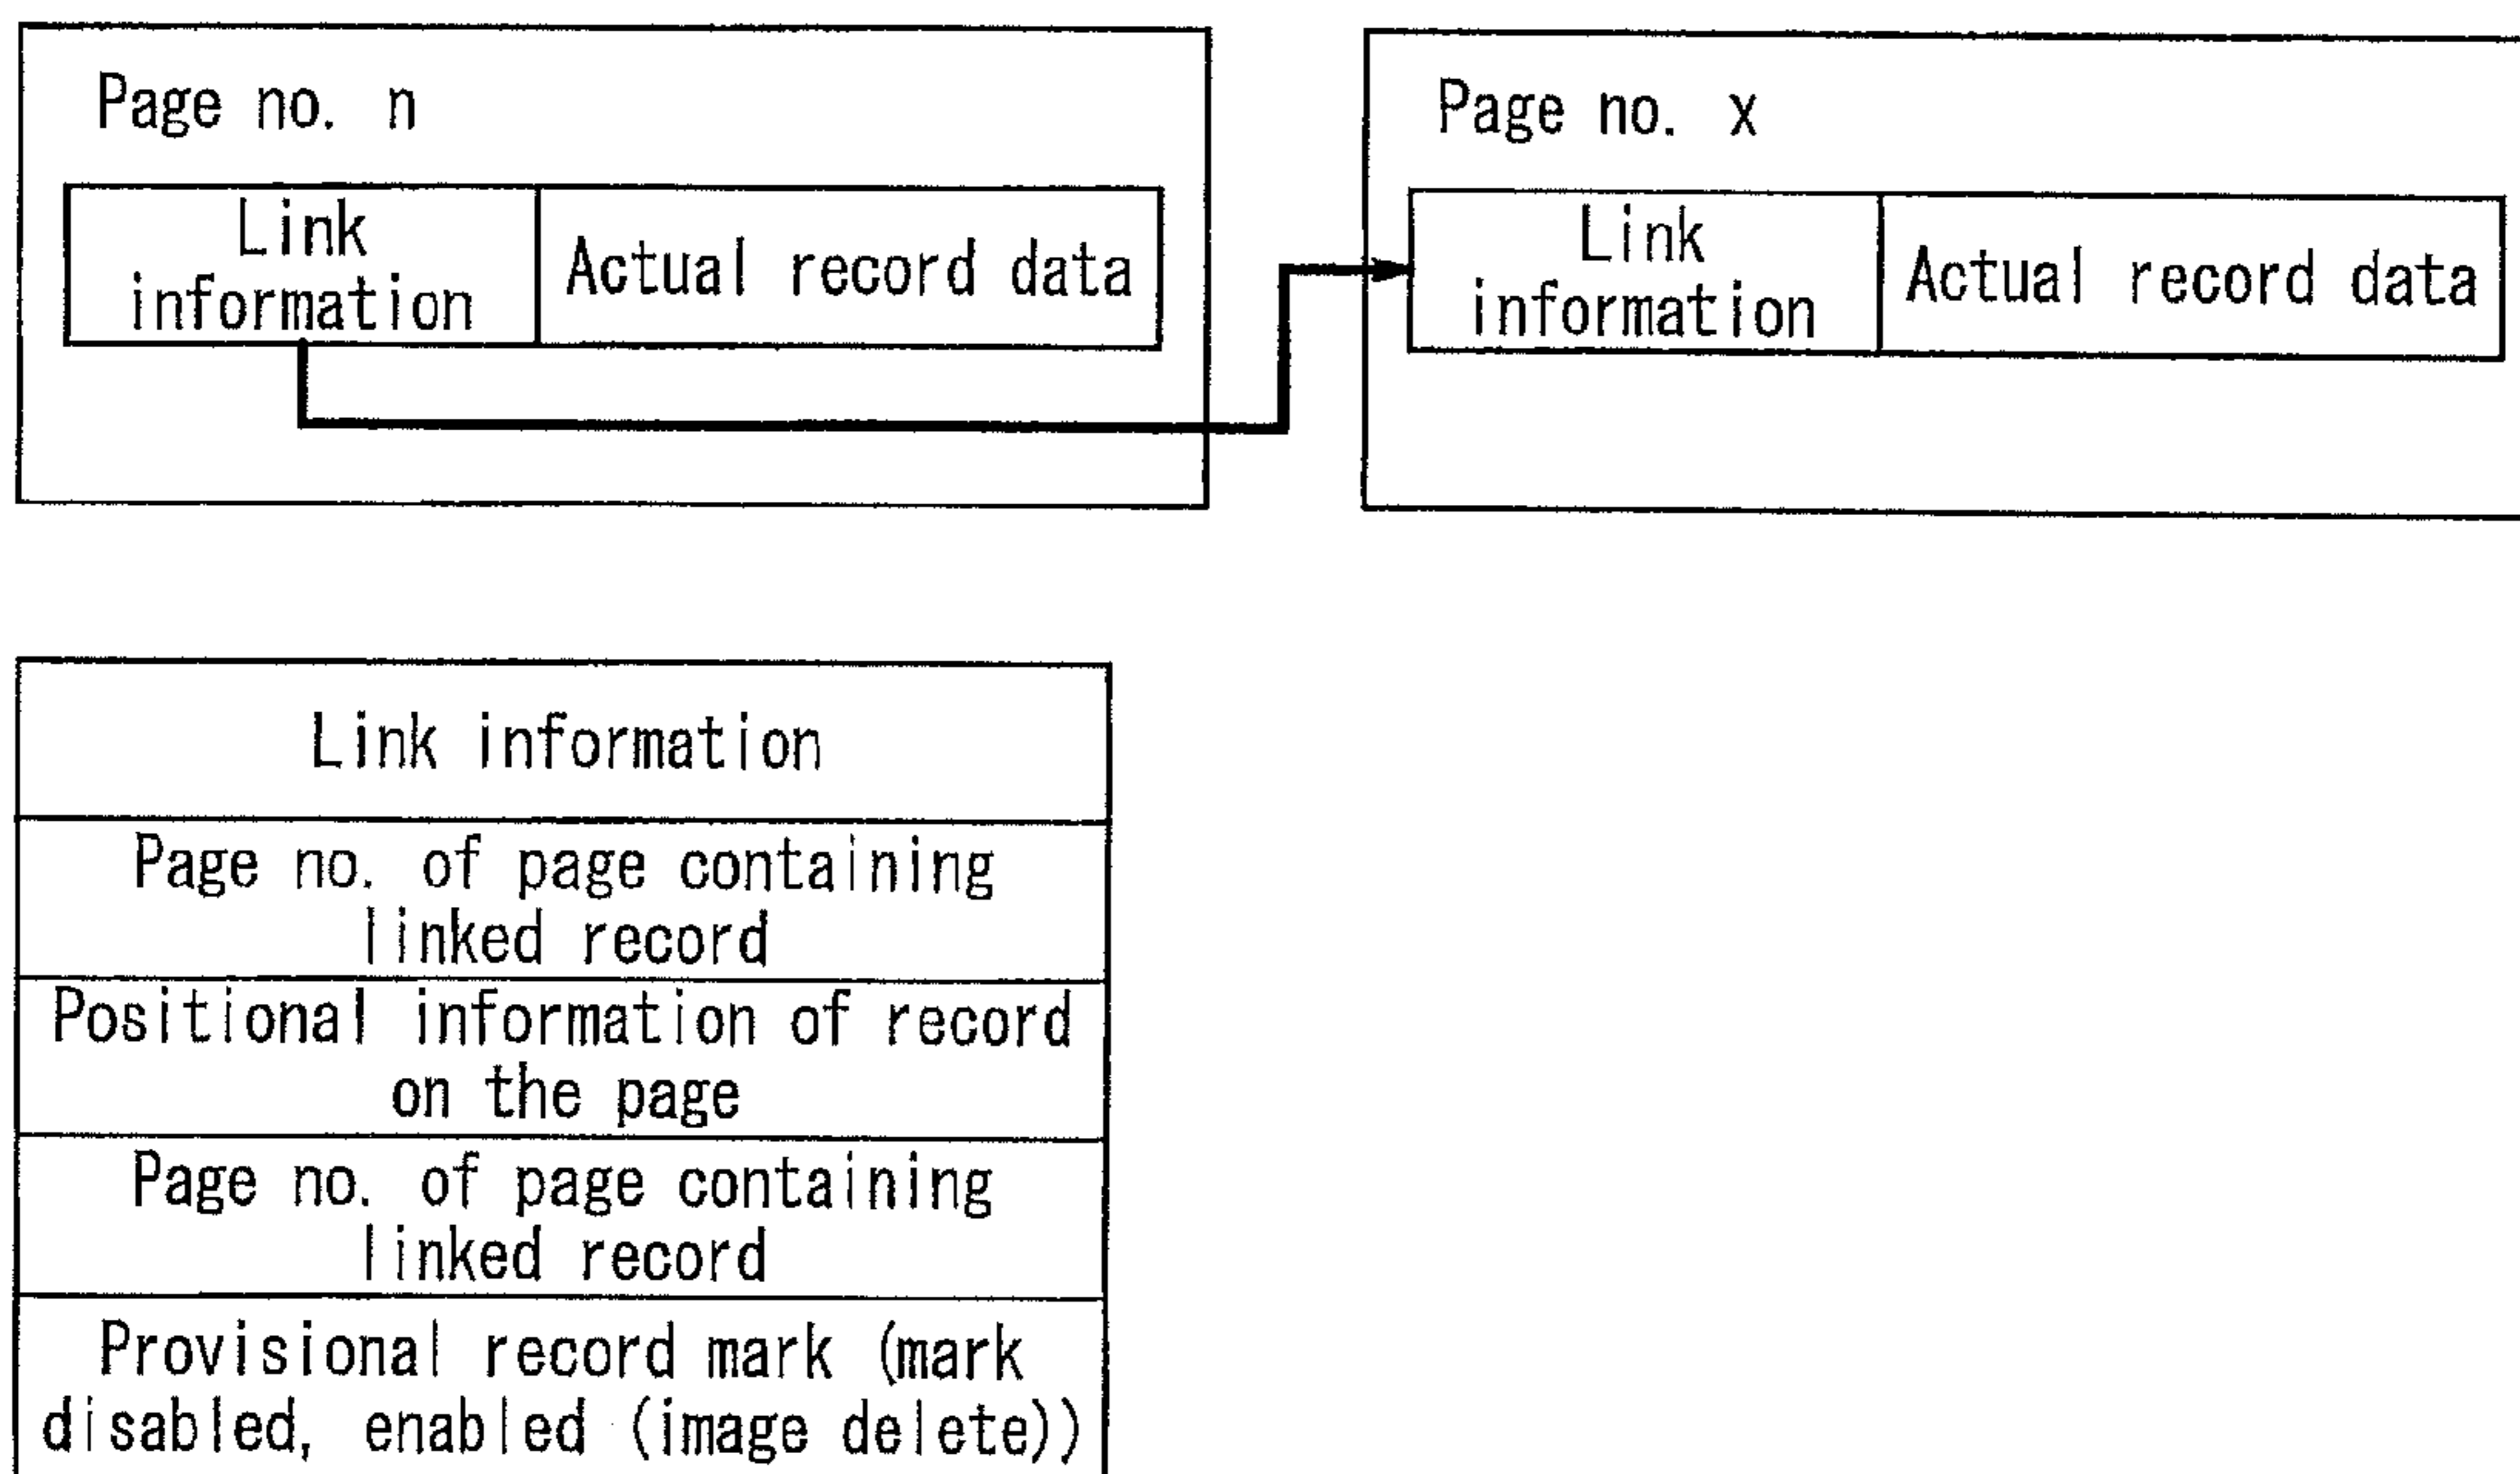 Page no. n
Link
information
Actual record data
Page no. x
Link
information
Actual record data
Link information
Page no. of page containing
linked record
Positional information of record
on the page
Page no. of page containing
linked record
Provisional record mark (mark
disabled, enabled (image delete))